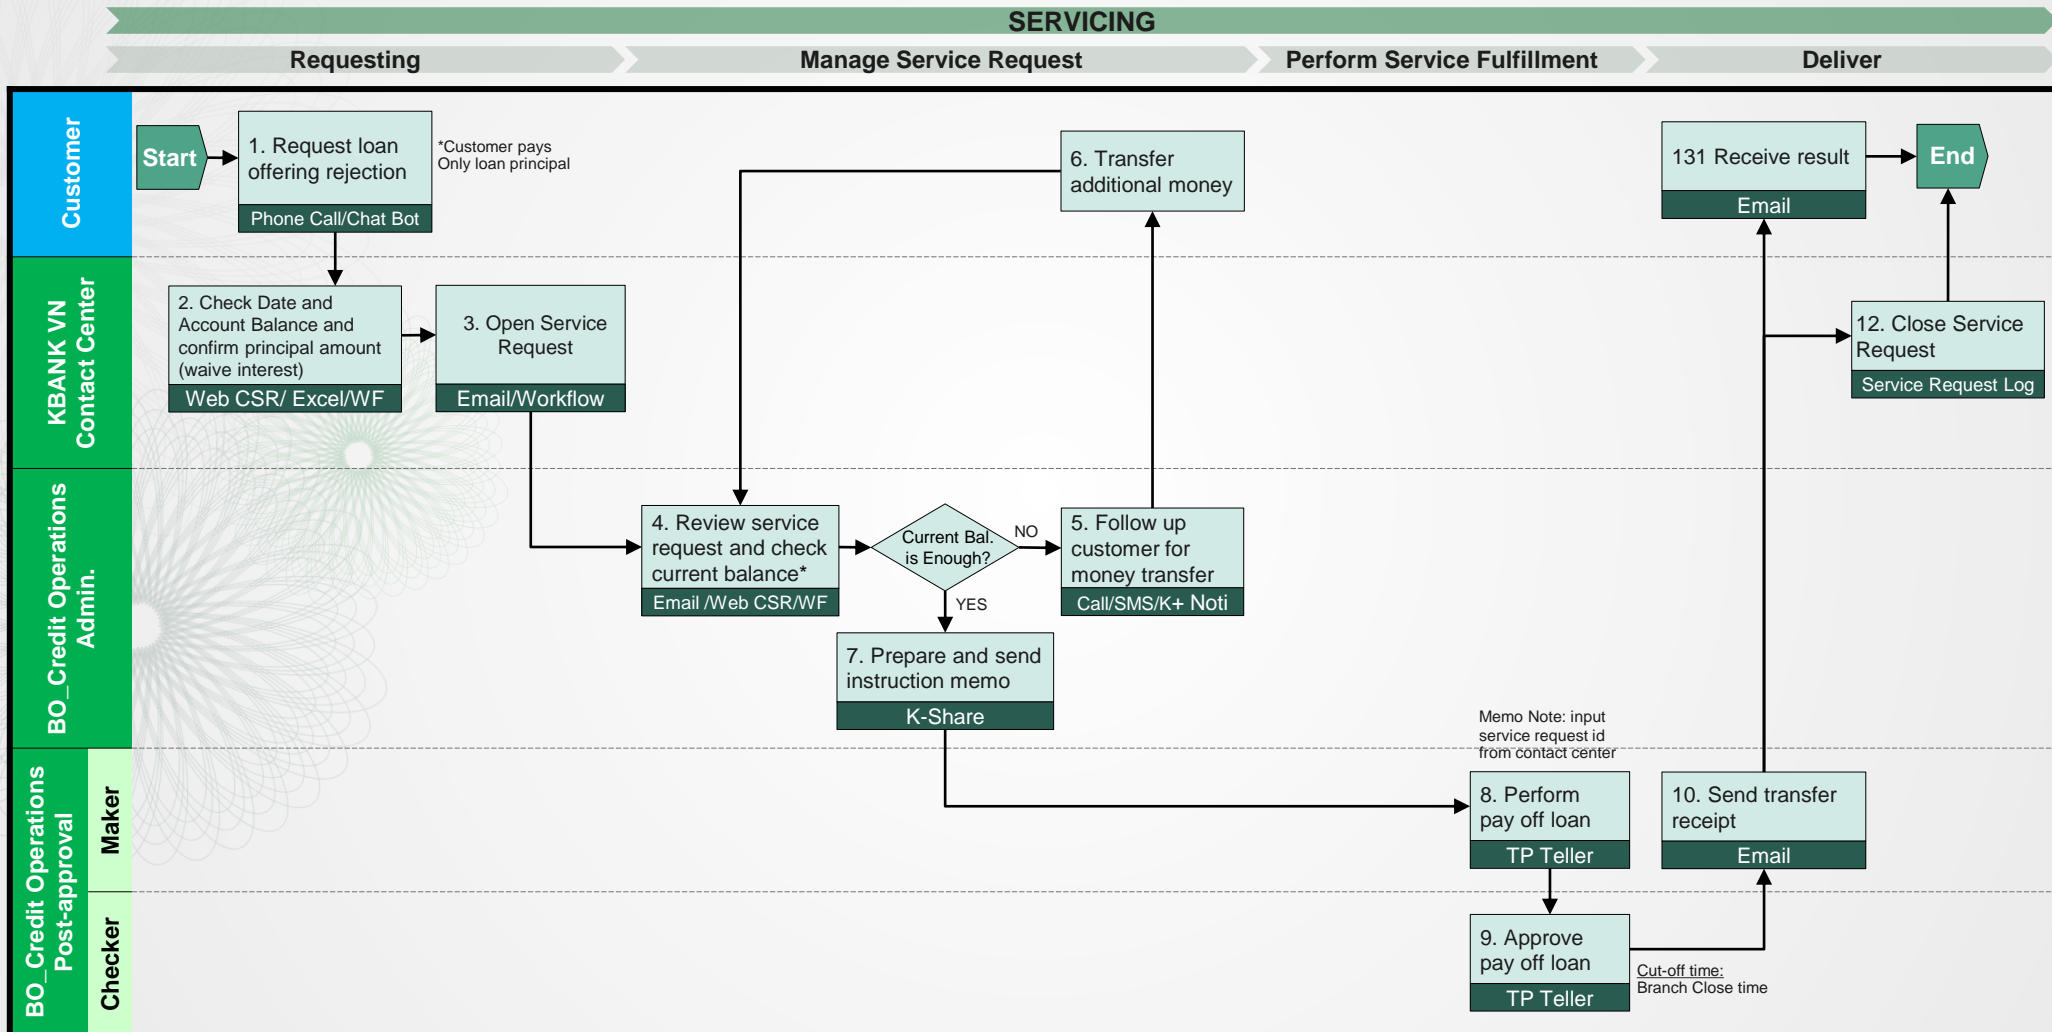 SERVICING
Requesting
Manage Service Request
Perform Service Fulfillment
Deliver
Customer
Start
1. Request loan
offering rejection
Phone Call/Chat Bot
*Customer pays
Only loan principal
6. Transfer
additional money
131 Receive result
Email
End
KBANK VN
Contact Center
2. Check Date and
Account Balance and
confirm principal amount
(waive interest)
Web CSR/ Excel/WF
3. Open Service
Request
Email/Workflow
12. Close Service
Request
Service Request Log
BO_Credit Operations
Admin.
4. Review service
request and check
current balance*
Email /Web CSR/WF
Current Bal.
is Enough?
NO
YES
5. Follow up
customer for
money transfer
Call/SMS/K+ Noti
7. Prepare and send
instruction memo
K-Share
Memo Note: input
service request id
from contact center
BO_Credit Operations
Post-approval
Maker
8. Perform
pay off loan
TP Teller
10. Send transfer
receipt
Email
Checker
9. Approve
pay off loan
TP Teller
Cut-off time:
Branch Close time